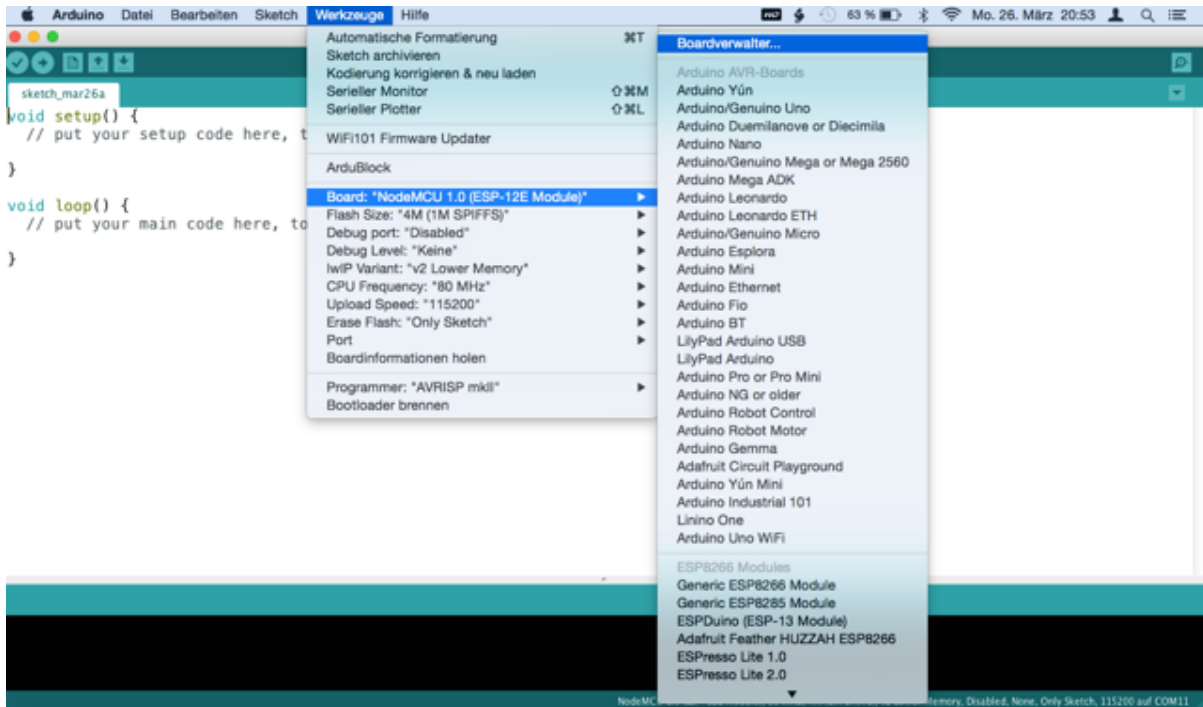 Arduino Datei Bearbeiten Sketch Werkzeuge Hilfe 63 % Mo. 26. März 20:53
sketch_mar26a
void setup() {
// put your setup code here, t
}
void loop() {
// put your main code here, to
}
Automatische Formatierung ⌘T
Sketch archivieren
Kodierung korrigieren & neu laden
Serieller Monitor ⇧⌘M
Serieller Plotter ⇧⌘L
WiFi101 Firmware Updater
ArduBlock
Board: "NodeMCU 1.0 (ESP-12E Module)"
Flash Size: "4M (1M SPIFFS)"
Debug port: "Disabled"
Debug Level: "Keine"
lwIP Variant: "v2 Lower Memory"
CPU Frequency: "80 MHz"
Upload Speed: "115200"
Erase Flash: "Only Sketch"
Port
Boardinformationen holen
Programmer: "AVRISP mkII"
Bootloader brennen
Boardverwalter...
Arduino AVR-Boards
Arduino Yún
Arduino/Genuino Uno
Arduino Duemilanove or Diecimila
Arduino Nano
Arduino/Genuino Mega or Mega 2560
Arduino Mega ADK
Arduino Leonardo
Arduino Leonardo ETH
Arduino/Genuino Micro
Arduino Esplora
Arduino Mini
Arduino Ethernet
Arduino Fio
Arduino BT
LilyPad Arduino USB
LilyPad Arduino
Arduino Pro or Pro Mini
Arduino NG or older
Arduino Robot Control
Arduino Robot Motor
Arduino Gemma
Adafruit Circuit Playground
Arduino Yún Mini
Arduino Industrial 101
Linino One
Arduino Uno WiFi
ESP8266 Modules
Generic ESP8266 Module
Generic ESP8285 Module
ESPDuino (ESP-13 Module)
Adafruit Feather HUZZAH ESP8266
ESPresso Lite 1.0
ESPresso Lite 2.0
NodeMC emory, Disabled, None, Only Sketch, 115200 auf COM11